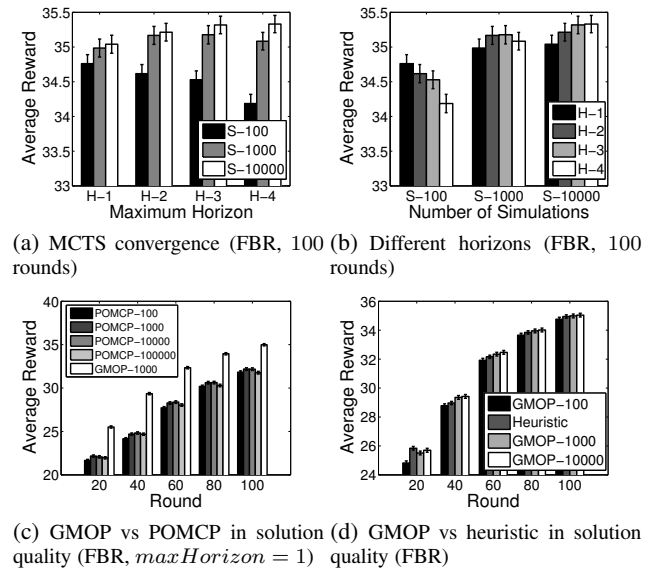 35.5
35
34.5
34
33.5
33
Average Reward
S-100
S-1000
S-10000
H-1 H-2 H-3 H-4
Maximum Horizon
(a) MCTS convergence (FBR, 100
rounds)
35.5
35
34.5
34
33.5
33
Average Reward
H-1
H-2
H-3
H-4
S-100 S-1000 S-10000
Number of Simulations
(b) Different horizons (FBR, 100
rounds)
40
35
30
25
20
Average Reward
POMCP-100
POMCP-1000
POMCP-10000
POMCP-100000
GMOP-1000
20 40 60 80 100
Round
(c) GMOP vs POMCP in solution
quality (FBR, maxHorizon = 1)
36
34
32
30
28
26
24
Average Reward
GMOP-100
Heuristic
GMOP-1000
GMOP-10000
20 40 60 80 100
Round
(d) GMOP vs heuristic in solution
quality (FBR)